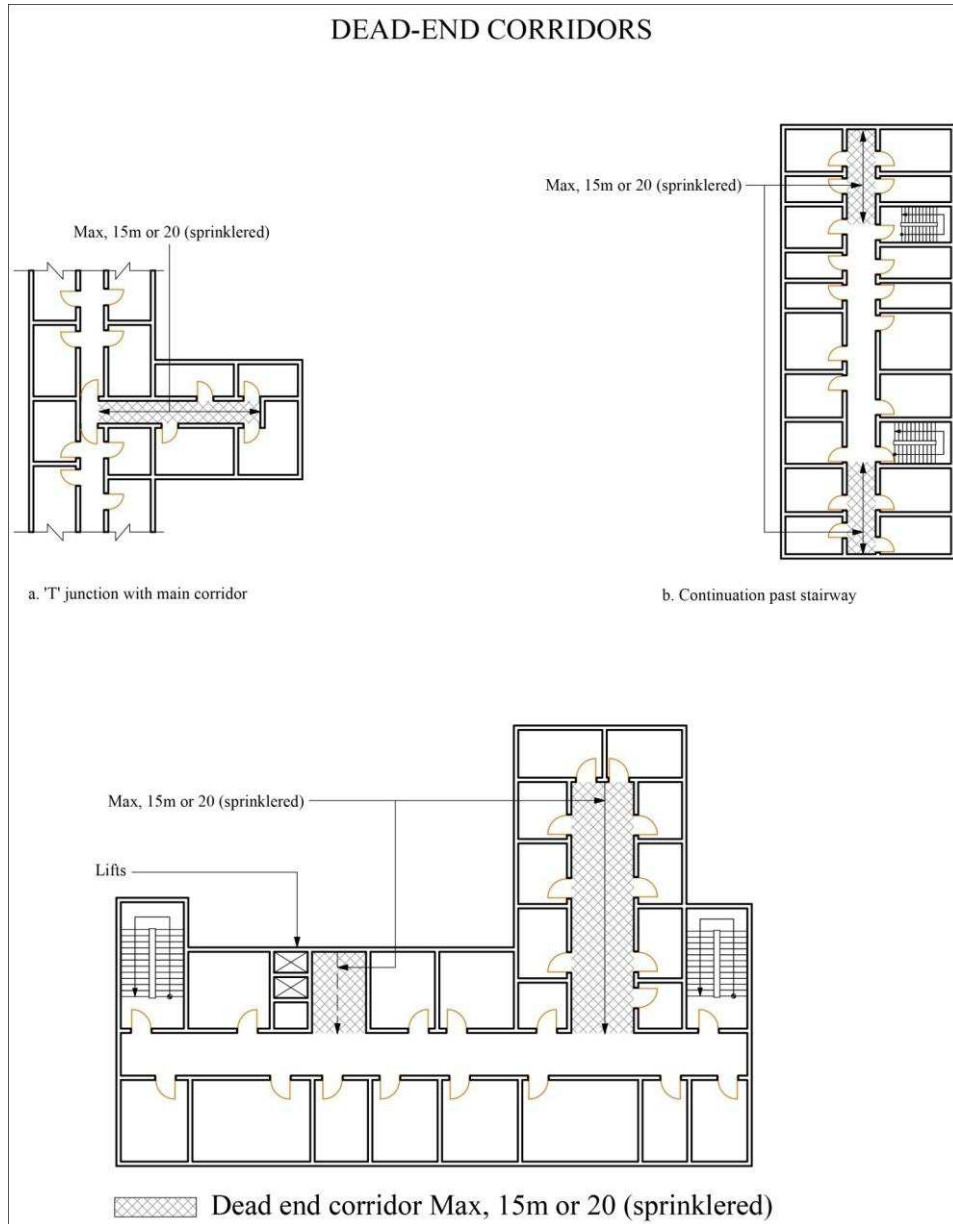 DEAD-END CORRIDORS
Max, 15m or 20 (sprinklered)
Max, 15m or 20 (sprinklered)
a. 'T' junction with main corridor
b. Continuation past stairway
Max, 15m or 20 (sprinklered)
Lifts
Dead end corridor Max, 15m or 20 (sprinklered)